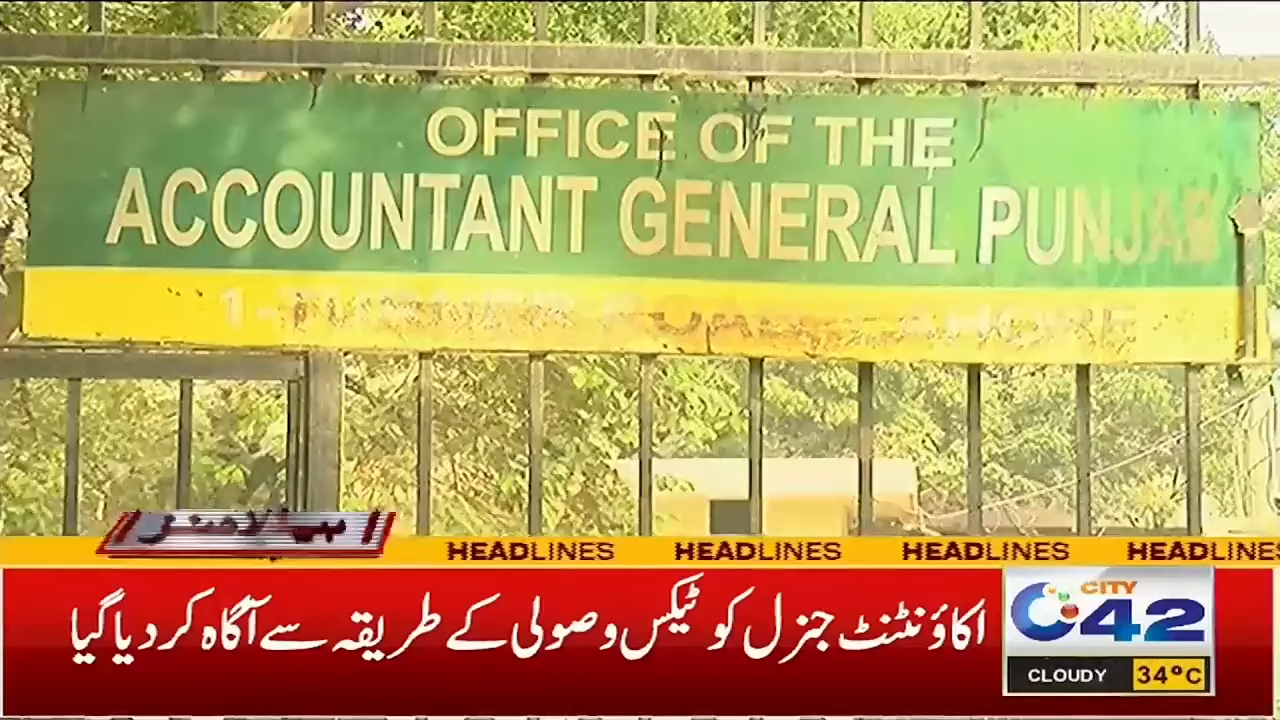 OFFICE OF THE
ACCOUNTANT GENERAL PUNJAB
HEADLINES HEADLINES HEADLINES HEADLINES
اکاؤنٹنٹ جنرل کو ٹیکس وصولی کے طریقہ سے آگاہ کر دیا گیا
CITY
42
CLOUDY 34°C